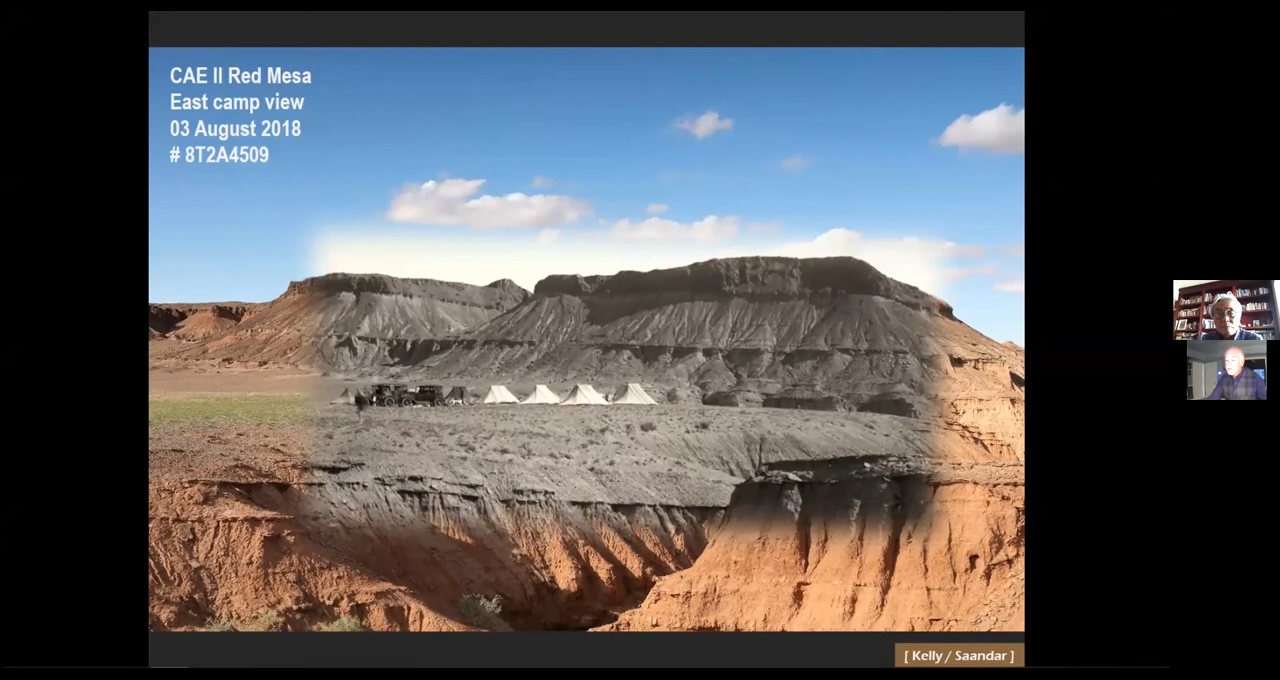 CAE II Red Mesa
East camp view
03 August 2018
# 8T2A4509
[ Kelly / Saandar ]